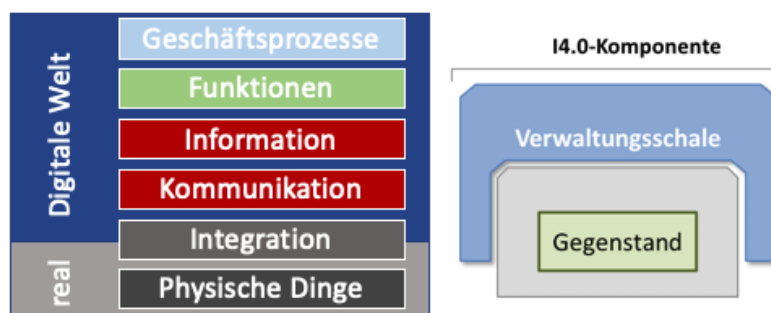 Digitale Welt
real
Geschäftsprozesse
Funktionen
Information
Kommunikation
Integration
Physische Dinge
I4.0-Komponente
Verwaltungsschale
Gegenstand